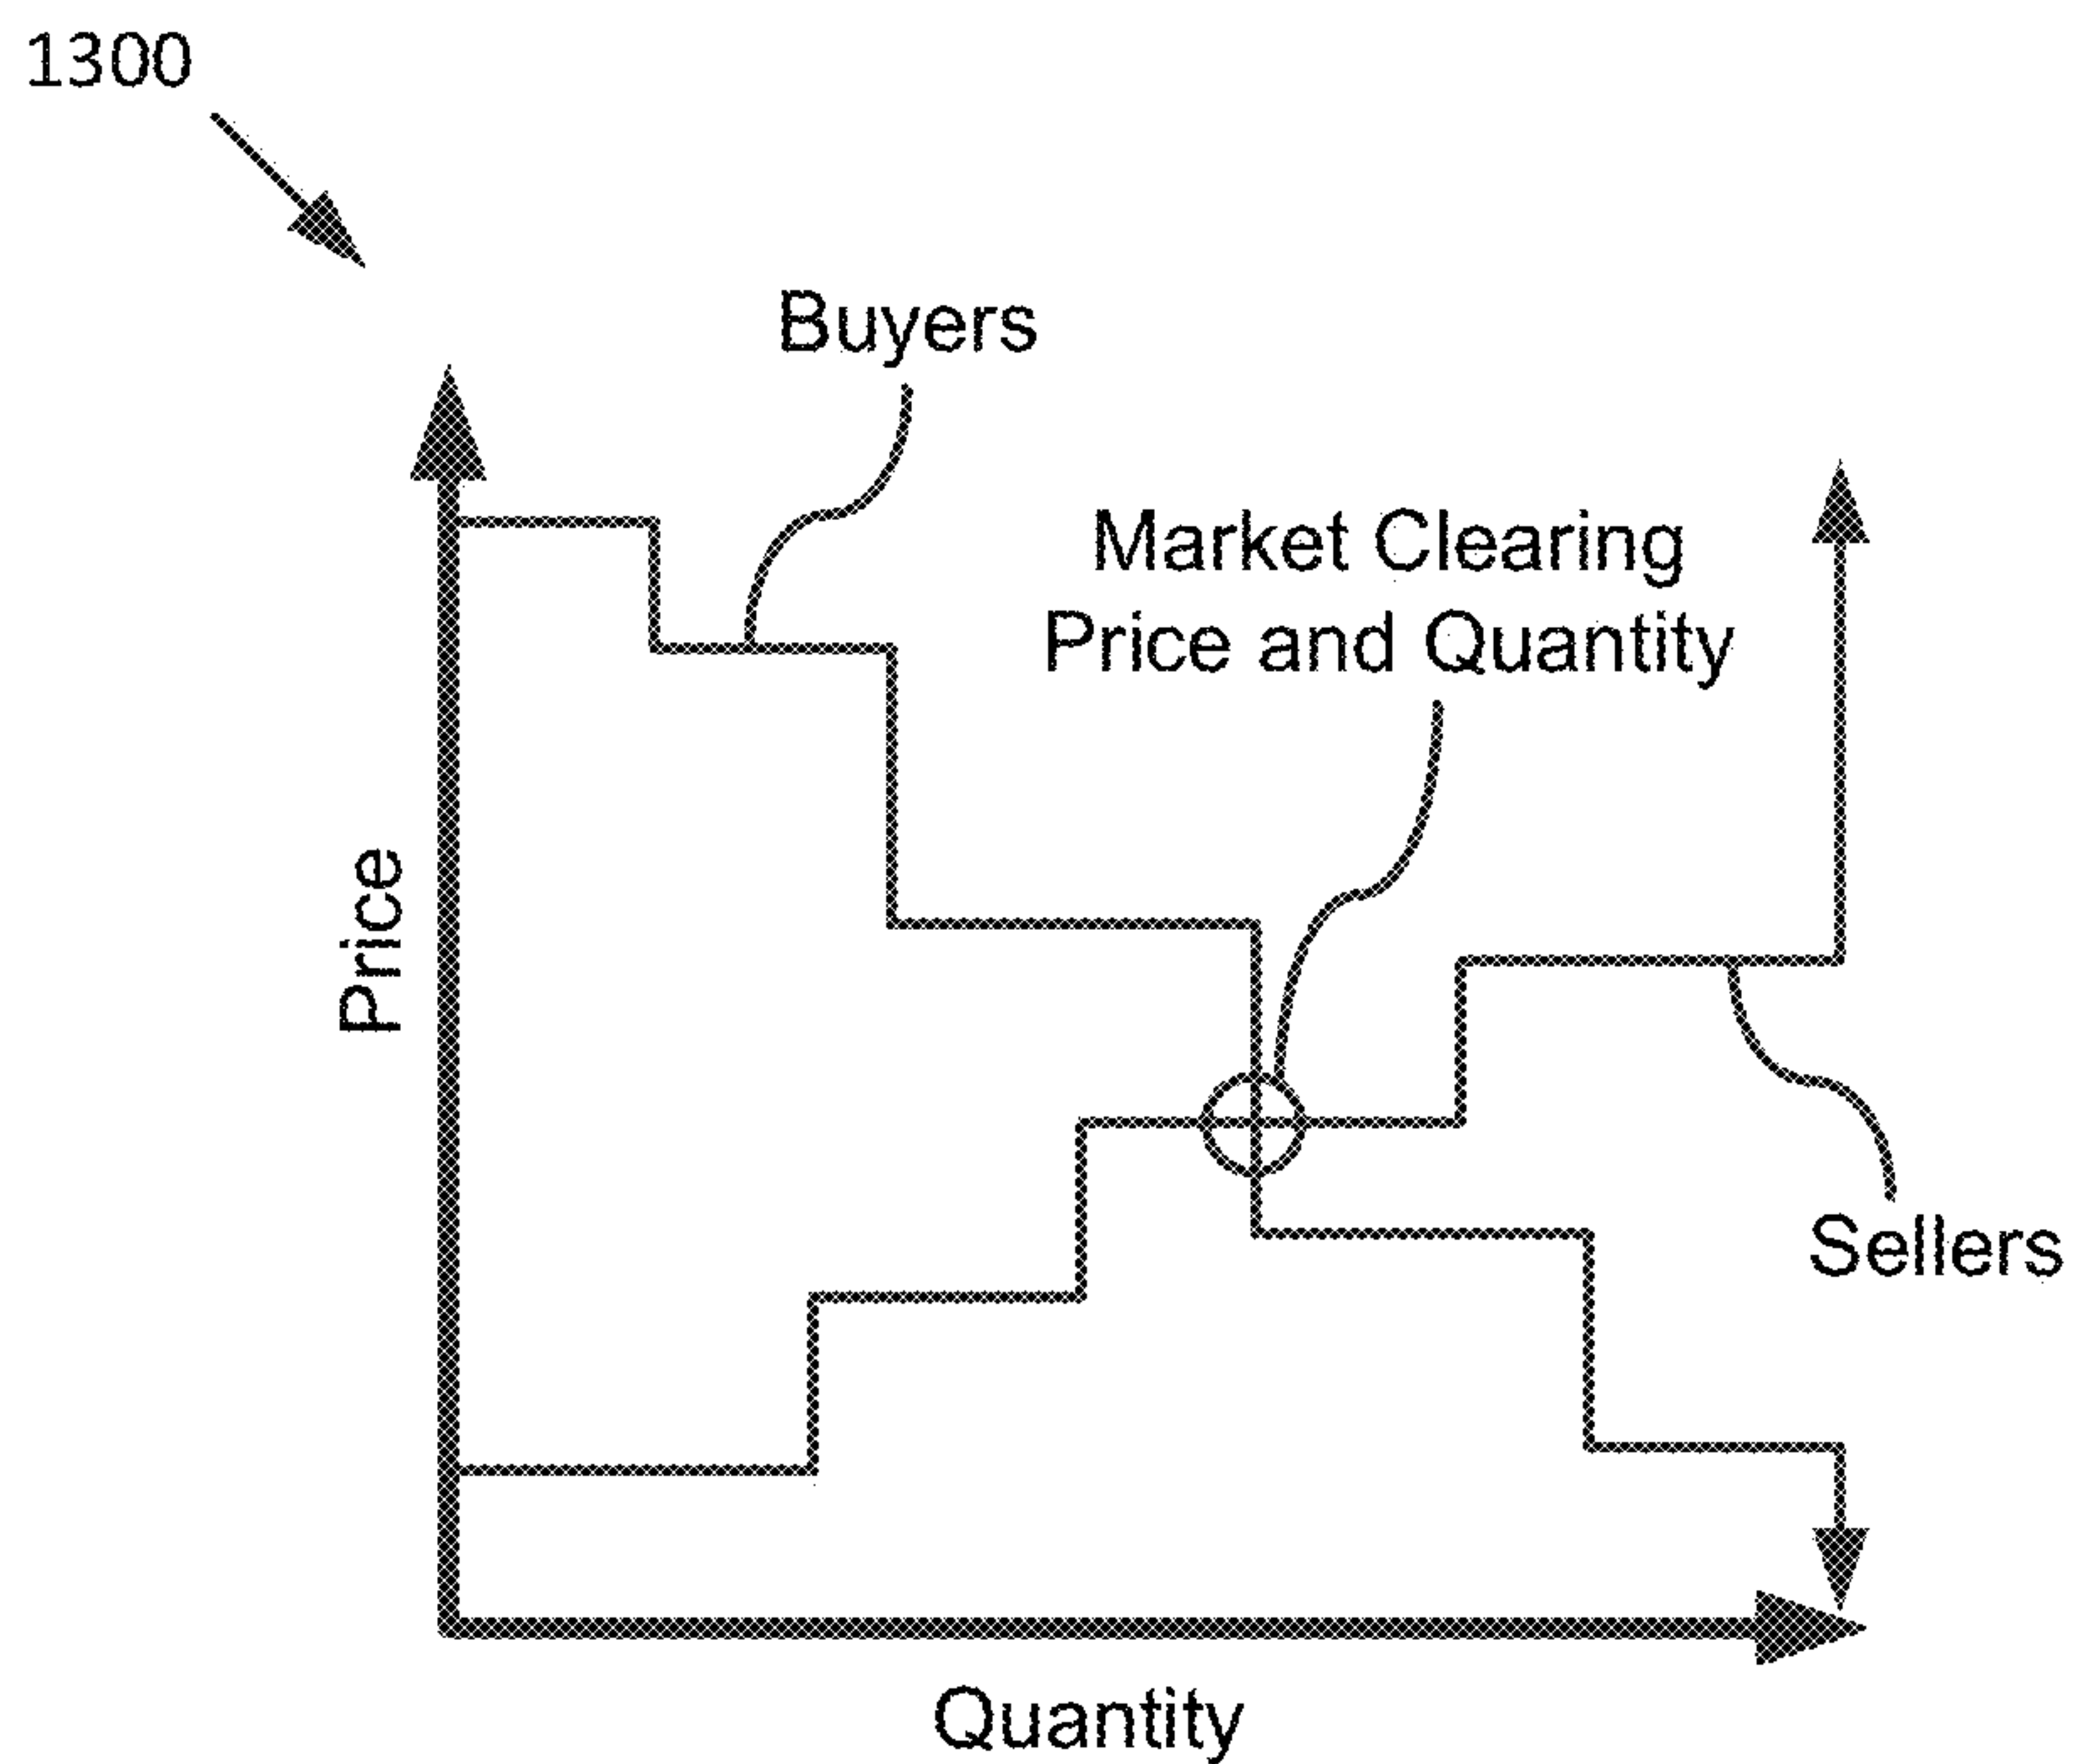 1300
Buyers
Market Clearing
Price and Quantity
Price
Sellers
Quantity